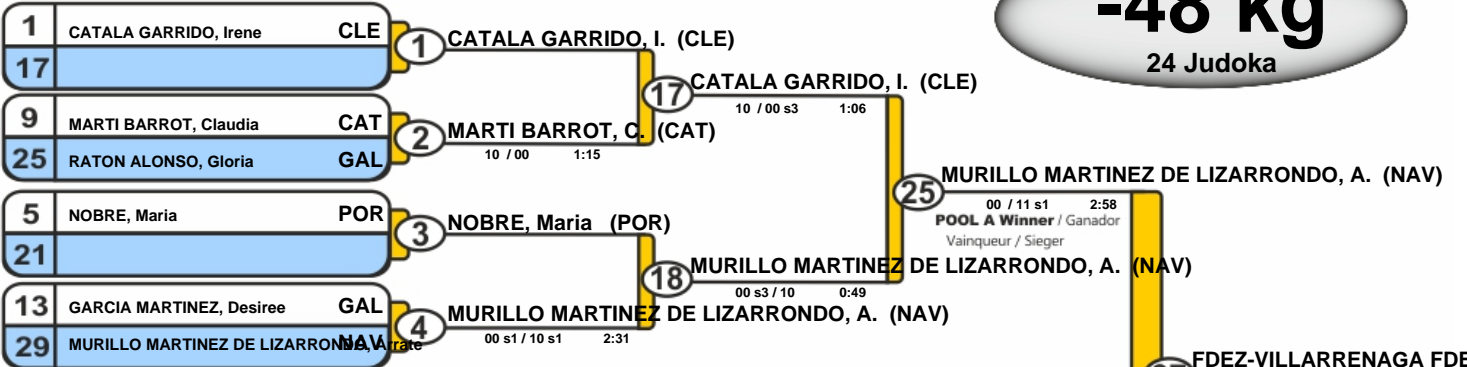 -48 kg
24 Judoka
1 CATALA GARRIDO, Irene CLE
17
1 CATALA GARRIDO, I. (CLE)
9 MARTI BARROT, Claudia CAT
25 RATON ALONSO, Gloria GAL
2 MARTI BARROT, C. (CAT)
10 / 00 1:15
17 CATALA GARRIDO, I. (CLE)
10 / 00 s3 1:06
5 NOBRE, Maria POR
21
3 NOBRE, Maria (POR)
13 GARCIA MARTINEZ, Desiree GAL
29 MURILLO MARTINEZ DE LIZARRONDO, Arrate NAV
4 MURILLO MARTINEZ DE LIZARRONDO, A. (NAV)
00 s1 / 10 s1 2:31
18 MURILLO MARTINEZ DE LIZARRONDO, A. (NAV)
00 s3 / 10 0:49
25 MURILLO MARTINEZ DE LIZARRONDO, A. (NAV)
00 / 11 s1 2:58
POOL A Winner / Ganador
Vainqueur / Sieger
FDEZ-VILLARRENAGA